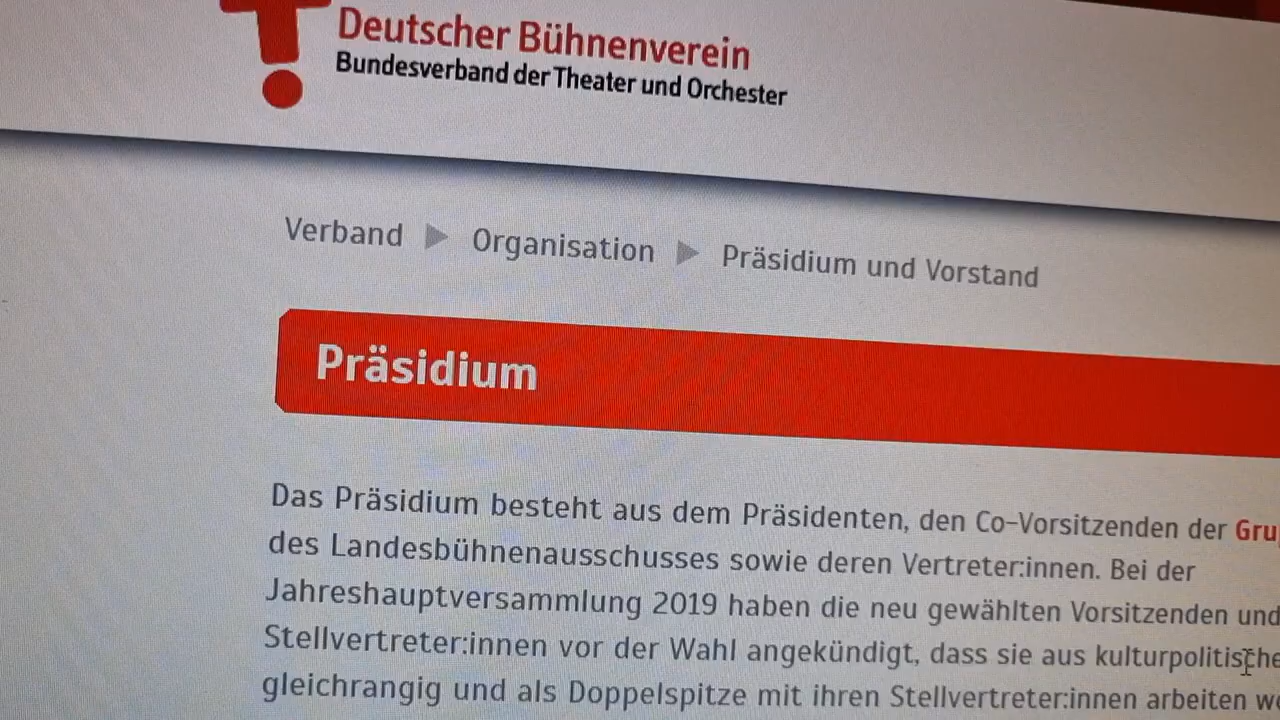 Deutscher Bühnenverein
Bundesverband der Theater und Orchester
Verband ▶ Organisation ▶ Präsidium und Vorstand
Präsidium
Das Präsidium besteht aus dem Präsidenten, den Co-Vorsitzenden der
des Landesbühnenausschusses sowie deren Vertreter:innen. Bei der
Jahreshauptversammlung 2019 haben die neu gewählten Vorsitzenden und
Stellvertreter:innen vor der Wahl angekündigt, dass sie aus
gleichrangig und als Doppelspitze mit ihren Stellvertreter:innen arbeiten